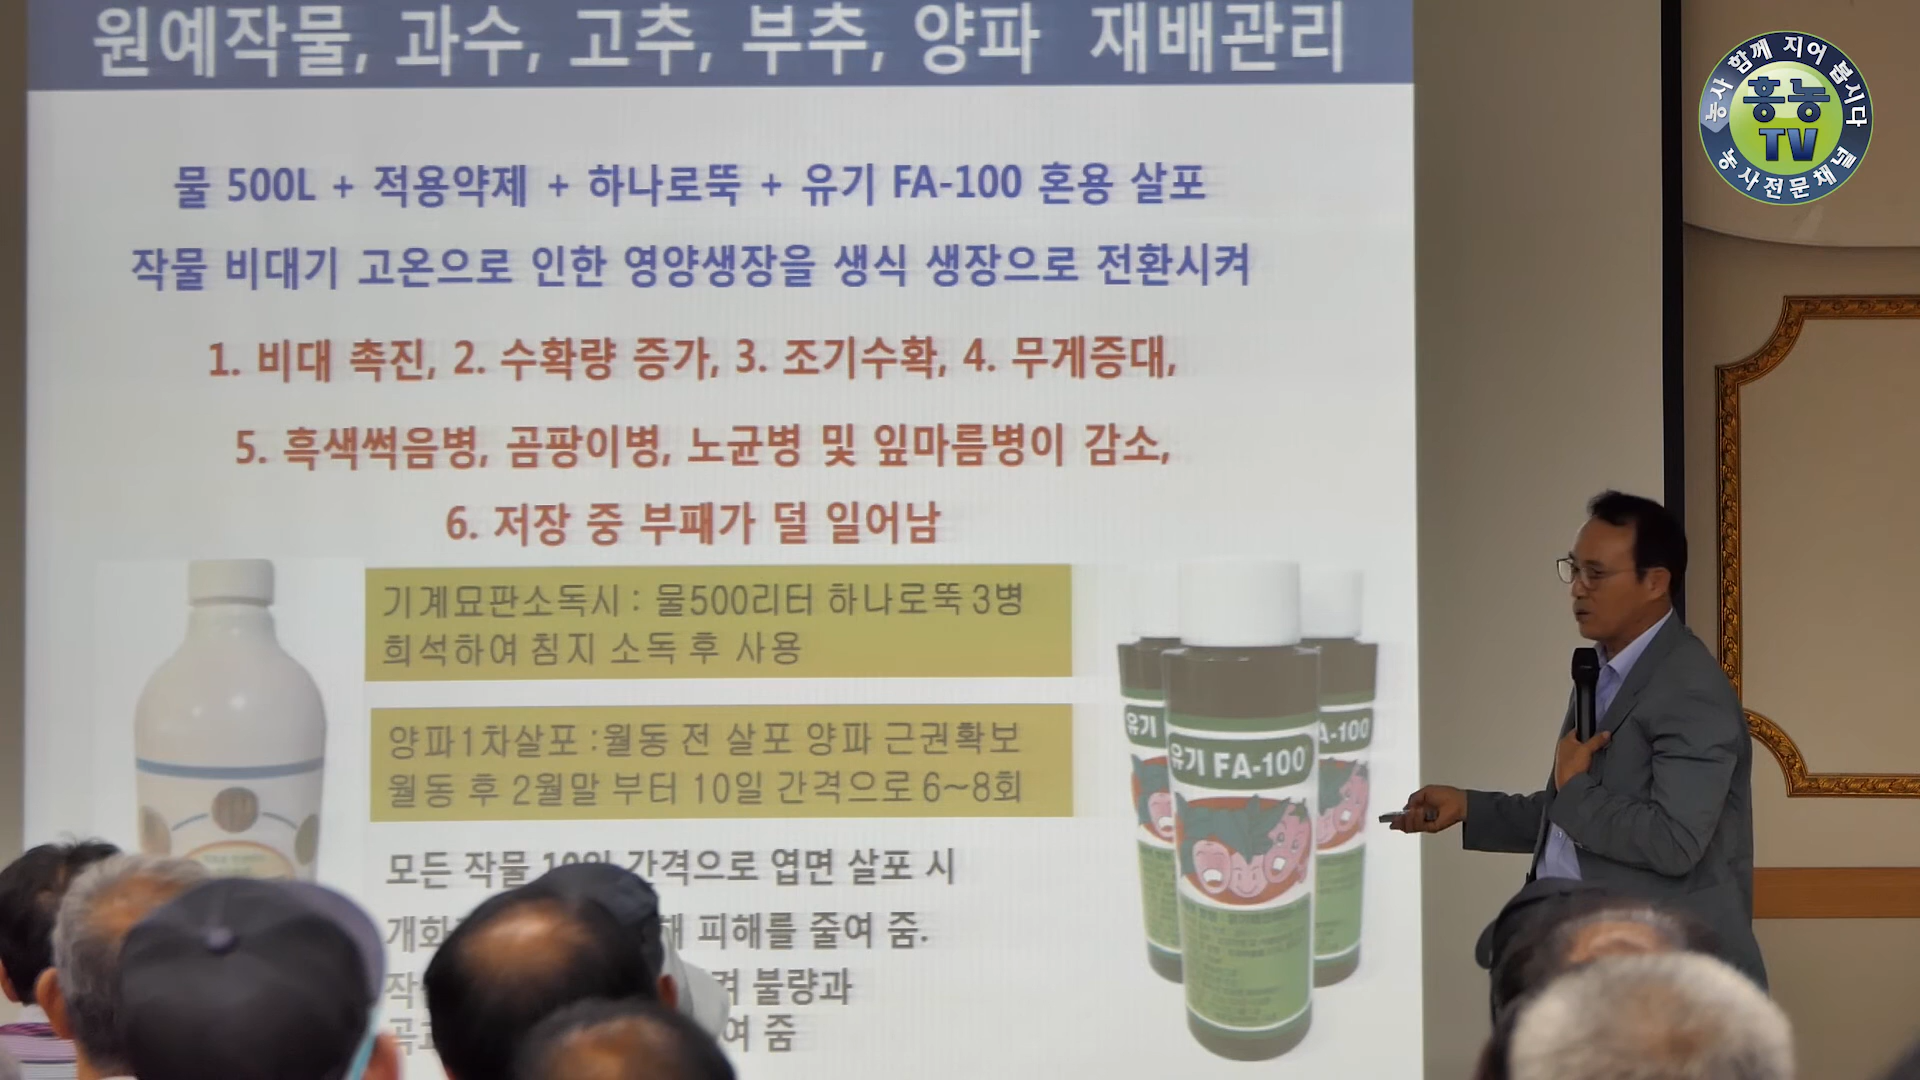 원예작물, 과수, 고추, 부추, 양파 재배관리
물 500L + 적용약제 + 하나로뚝 + 유기 FA-100 혼용 살포
작물 비대기 고온으로 인한 영양생장을 생식 생장으로 전환시켜
1. 비대 촉진, 2. 수확량 증가, 3. 조기수확, 4. 무게증대,
5. 흑색썩음병, 곰팡이병, 노균병 및 잎마름병이 감소,
6. 저장 중 부패가 덜 일어남
기계묘판소독시 : 물500리터 하나로뚝 3병
희석하여 침지 소독 후 사용
양파1차살포 :월동 전 살포 양파 근권확보
월동 후 2월말 부터 10일 간격으로 6~8회
모든 작물 10일 간격으로 엽면 살포 시
피해를 줄여 줌.
불량과
줌
유기
유기 FA-100
A-100
농사 함께 지어 봅시다
흥농
TV
농사전문채널